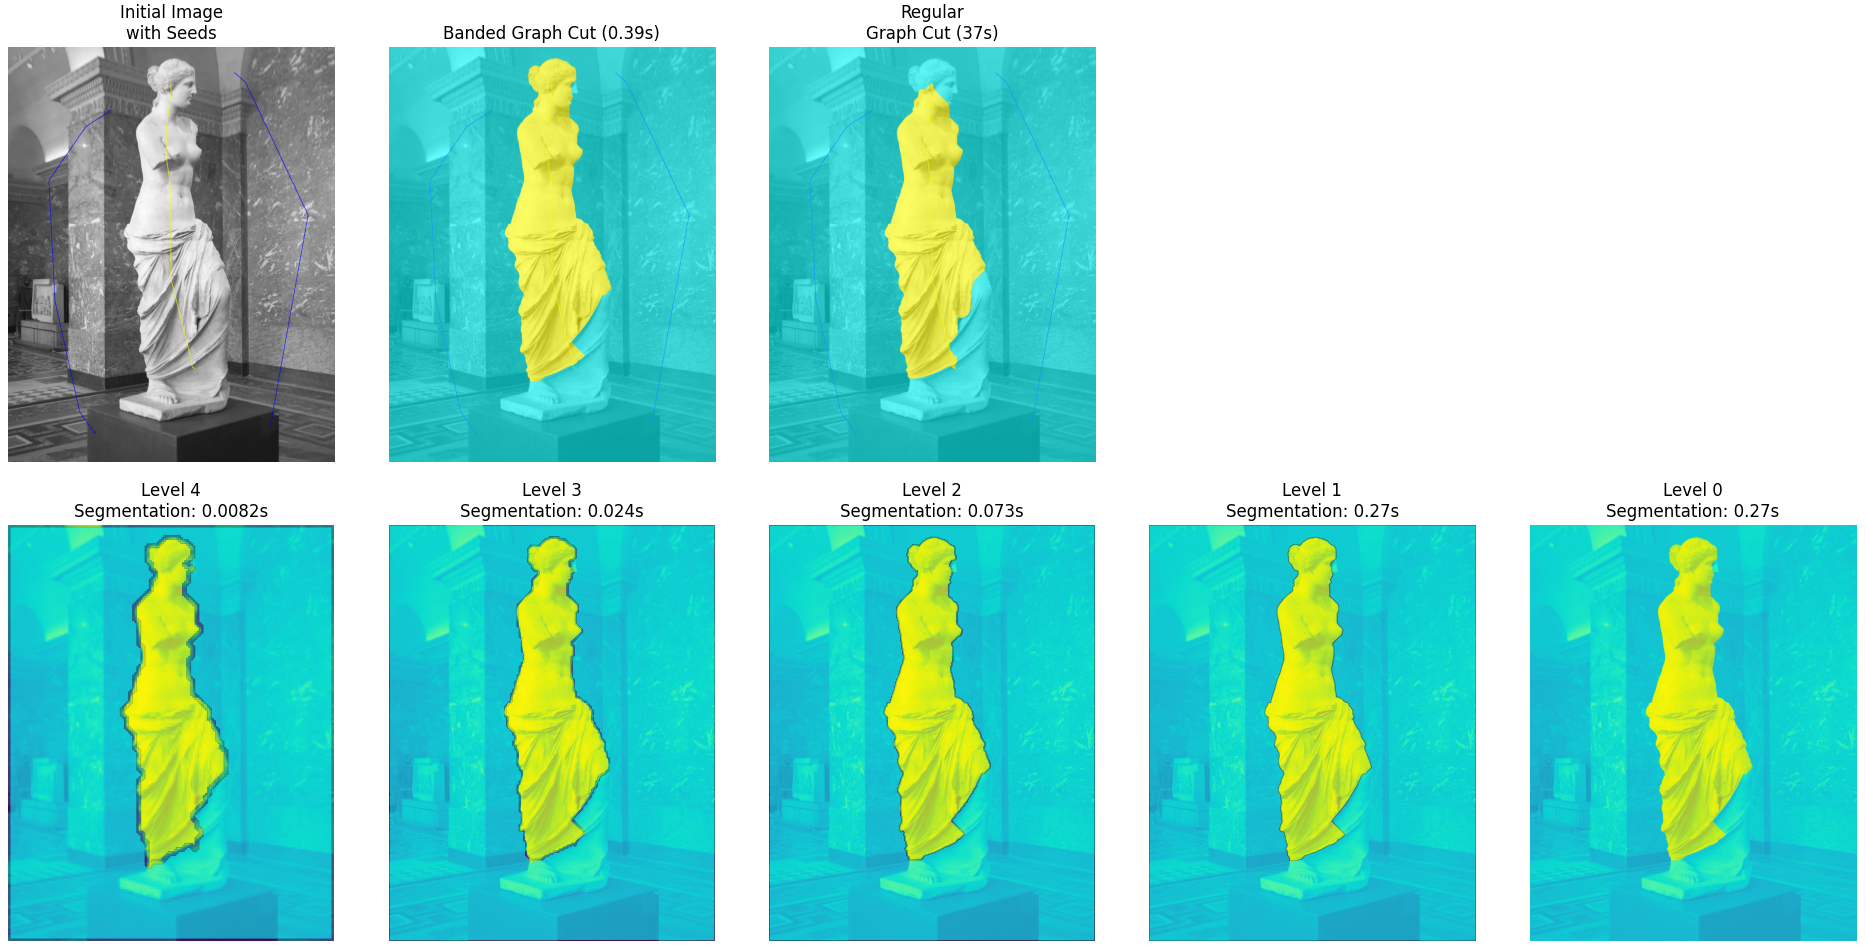 Initial Image
with Seeds
Banded Graph Cut (0.39s)
Regular
Graph Cut (37s)
Level 4
Segmentation: 0.0082s
Level 3
Segmentation: 0.024s
Level 2
Segmentation: 0.073s
Level 1
Segmentation: 0.27s
Level 0
Segmentation: 0.27s